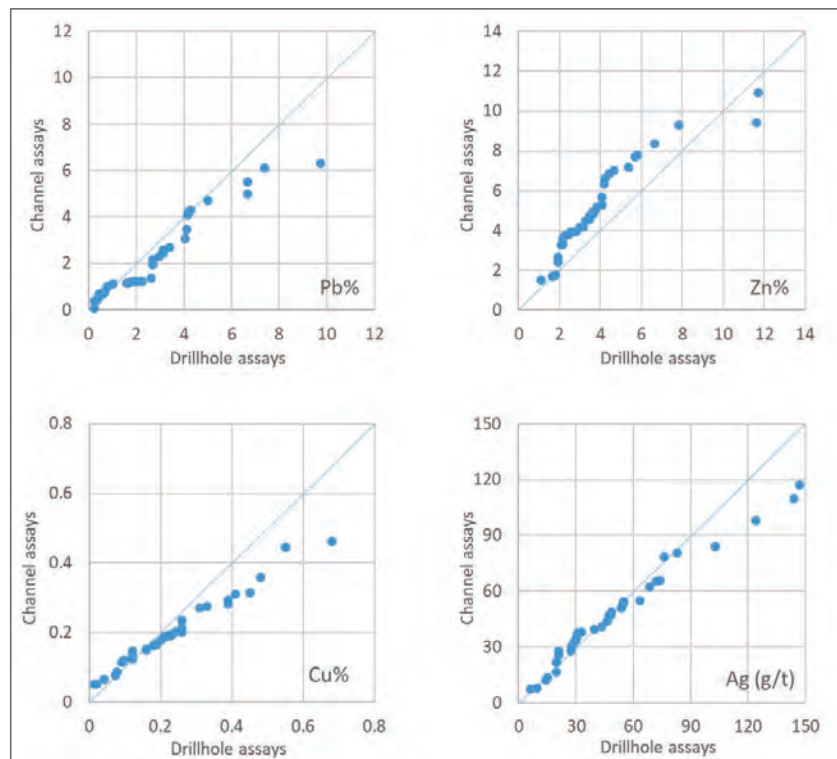 12
10
8
6
4
2
0
0 2 4 6 8 10 12
Channel assays
Drillhole assays
Pb%
14
12
10
8
6
4
2
0
0 2 4 6 8 10 12 14
Channel assays
Drillhole assays
Zn%
0.8
0.6
0.4
0.2
0.0
0 0.2 0.4 0.6 0.8
Channel assays
Drillhole assays
Cu%
150
120
90
60
30
0
0 30 60 90 120 150
Channel assays
Drillhole assays
Ag (g/t)